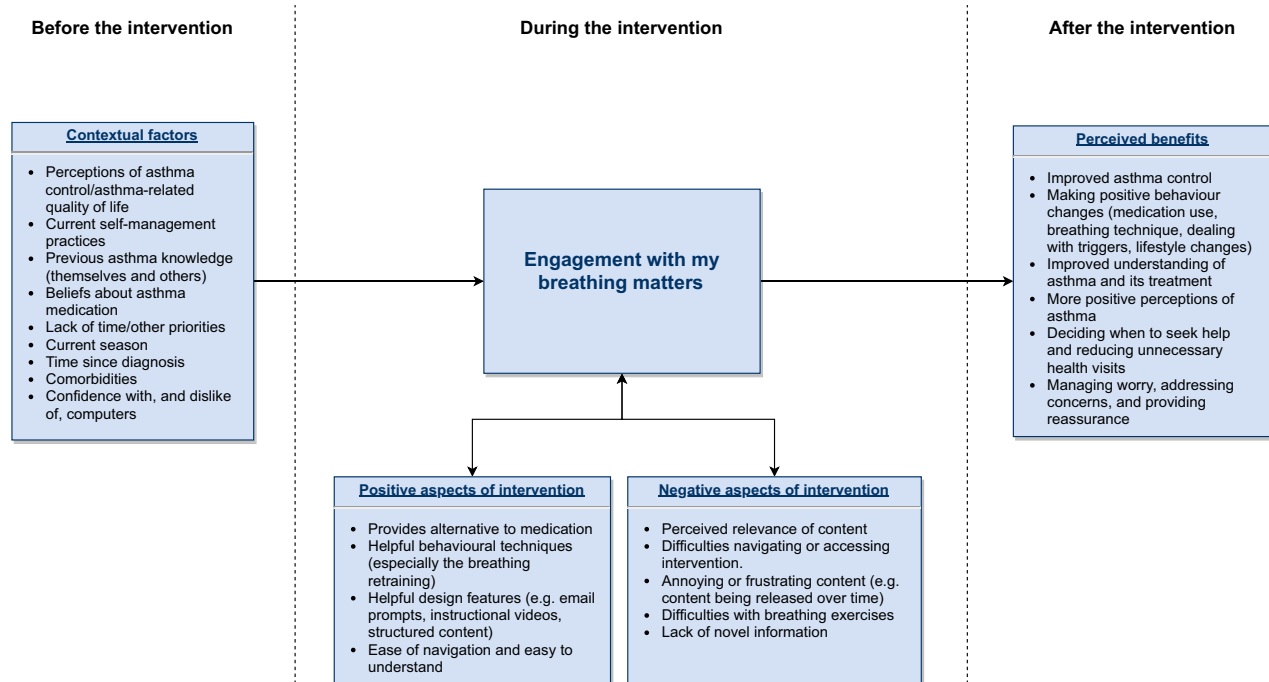 Before the intervention
During the intervention
After the intervention
Contextual factors
• Perceptions of asthma
control/asthma-related
quality of life
• Current self-management
practices
• Previous asthma knowledge
(themselves and others)
• Beliefs about asthma
medication
• Lack of time/other priorities
• Current season
• Time since diagnosis
• Comorbidities
• Confidence with, and dislike
of, computers
Engagement with my
breathing matters
Positive aspects of intervention
• Provides alternative to medication
• Helpful behavioural techniques
(especially the breathing
retraining)
• Helpful design features (e.g. email
prompts, instructional videos,
structured content)
• Ease of navigation and easy to
understand
Negative aspects of intervention
• Perceived relevance of content
• Difficulties navigating or accessing
intervention.
• Annoying or frustrating content (e.g.
content being released over time)
• Difficulties with breathing exercises
• Lack of novel information
Perceived benefits
• Improved asthma control
• Making positive behaviour
changes (medication use,
breathing technique, dealing
with triggers, lifestyle changes)
• Improved understanding of
asthma and its treatment
• More positive perceptions of
asthma
• Deciding when to seek help
and reducing unnecessary
health visits
• Managing worry, addressing
concerns, and providing
reassurance